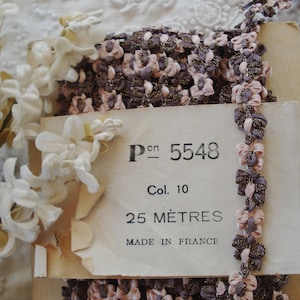 Pon 5548
Col. 10
25 MÈTRES
MADE IN FRANCE